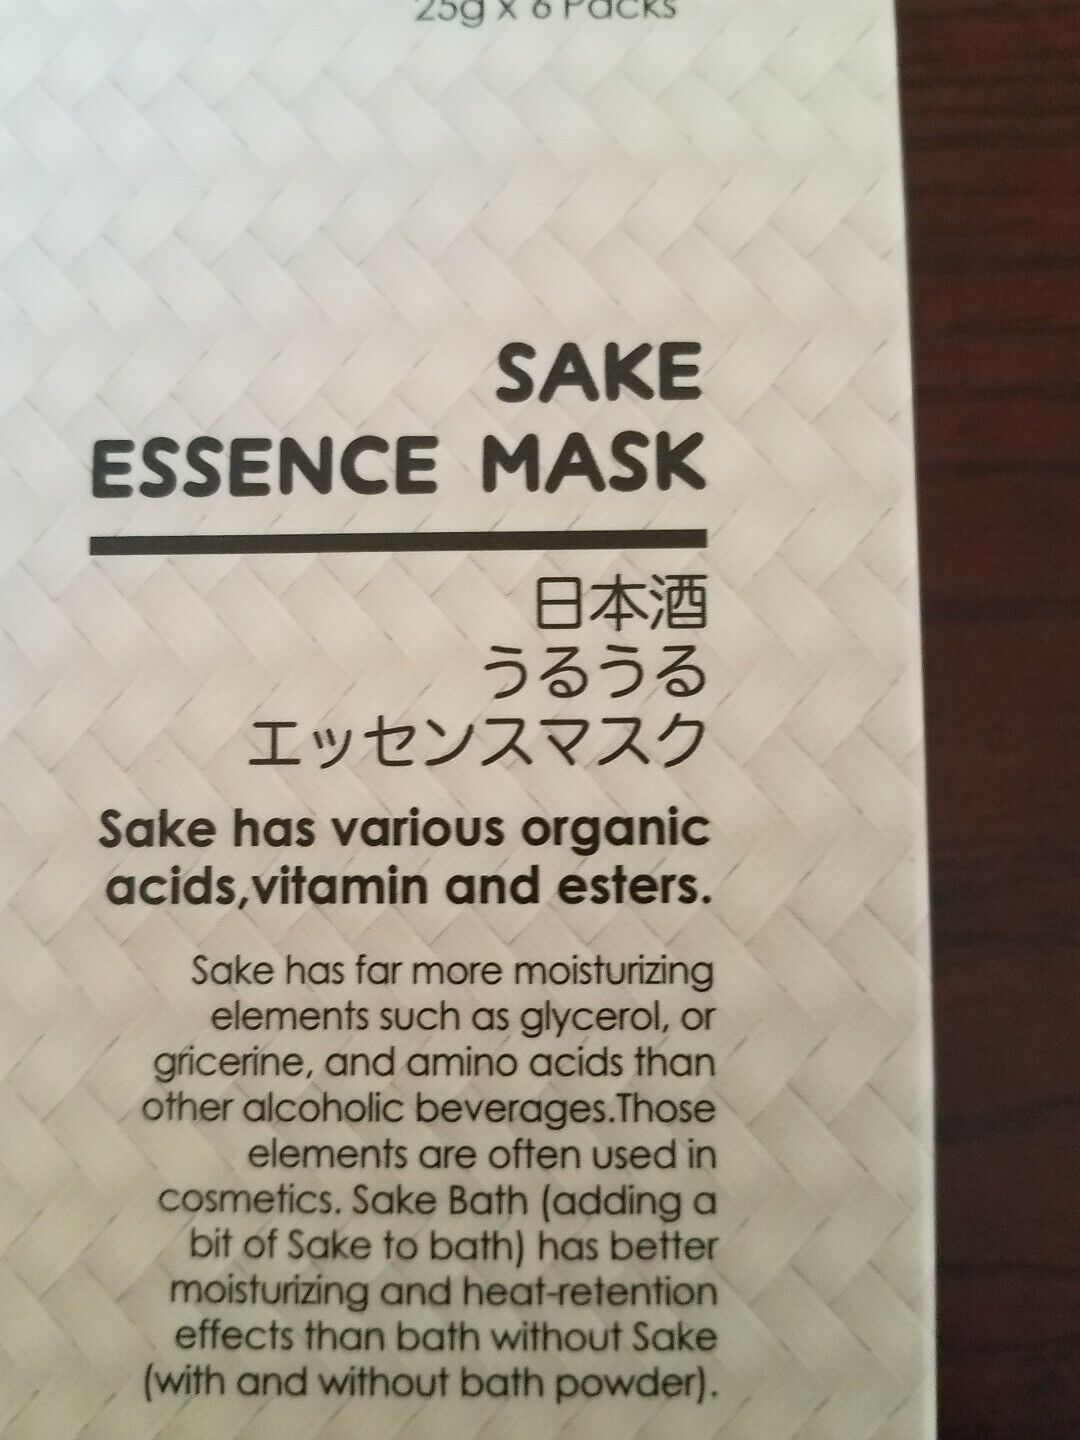 25g x 6 Packs
SAKE
ESSENCE MASK
日本酒
うるうる
エッセンスマスク
Sake has various organic
acids,vitamin and esters.
Sake has far more moisturizing
elements such as glycerol, or
gricerine, and amino acids than
other alcoholic beverages.Those
elements are often used in
cosmetics. Sake Bath (adding a
bit of Sake to bath) has better
moisturizing and heat-retention
effects than bath without Sake
(with and without bath powder).